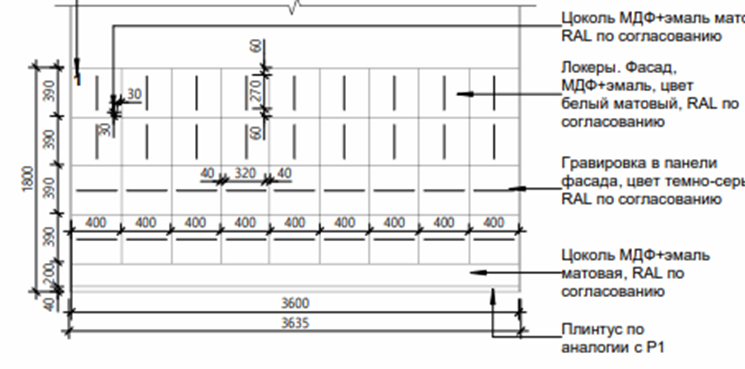 Цоколь МДФ+эмаль мато
RAL по согласованию
60
Локеры. Фасад,
МДФ+эмаль, цвет
белый матовый, RAL по
согласованию
390
30
270
30
60
390
1800
40 320 40
390
Гравировка в панели
фасада, цвет темно-серь
RAL по согласованию
400 400 400 400 400 400 400 400 400
390
Цоколь МДФ+эмаль
матовая, RAL по
согласованию
200
40
3600
3635
Плинтус по
аналогии с P1